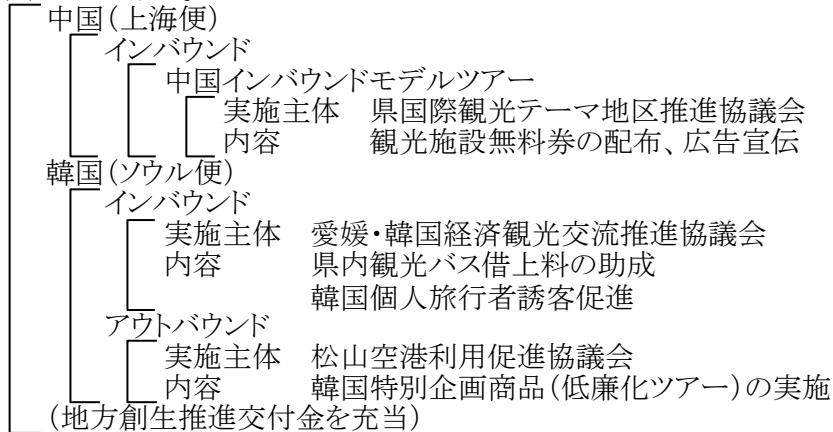 中国(上海便)
インバウンド
中国インバウンドモデルツアー
実施主体　県国際観光テーマ地区推進協議会
内容　観光施設無料券の配布、広告宣伝
韓国(ソウル便)
インバウンド
実施主体　愛媛・韓国経済観光交流推進協議会
内容　県内観光バス借上料の助成
韓国個人旅行者誘客促進
アウトバウンド
実施主体　松山空港利用促進協議会
内容　韓国特別企画商品(低廉化ツアー)の実施
(地方創生推進交付金を充当)